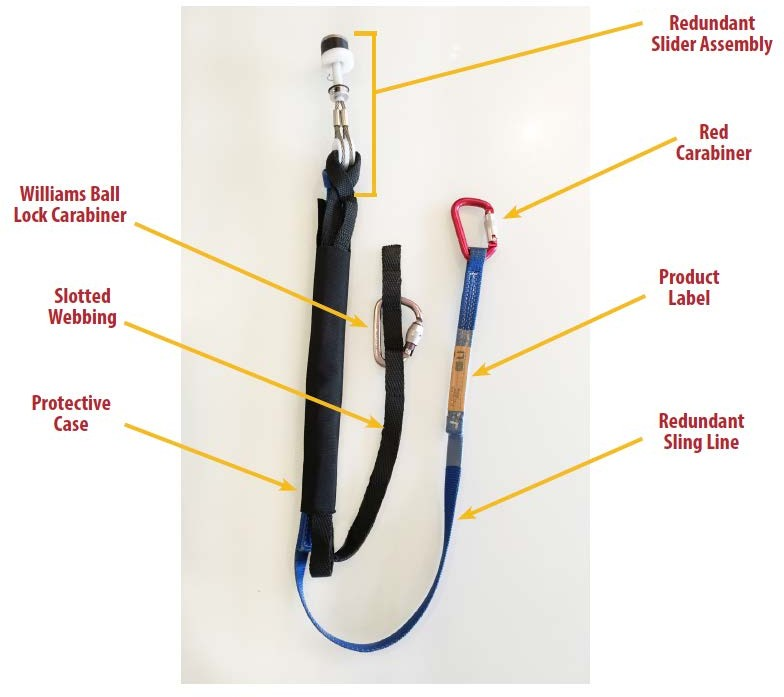 Redundant
Slider Assembly
Red
Carabiner
Williams Ball
Lock Carabiner
Slotted
Webbing
Product
Label
Protective
Case
Redundant
Sling Line